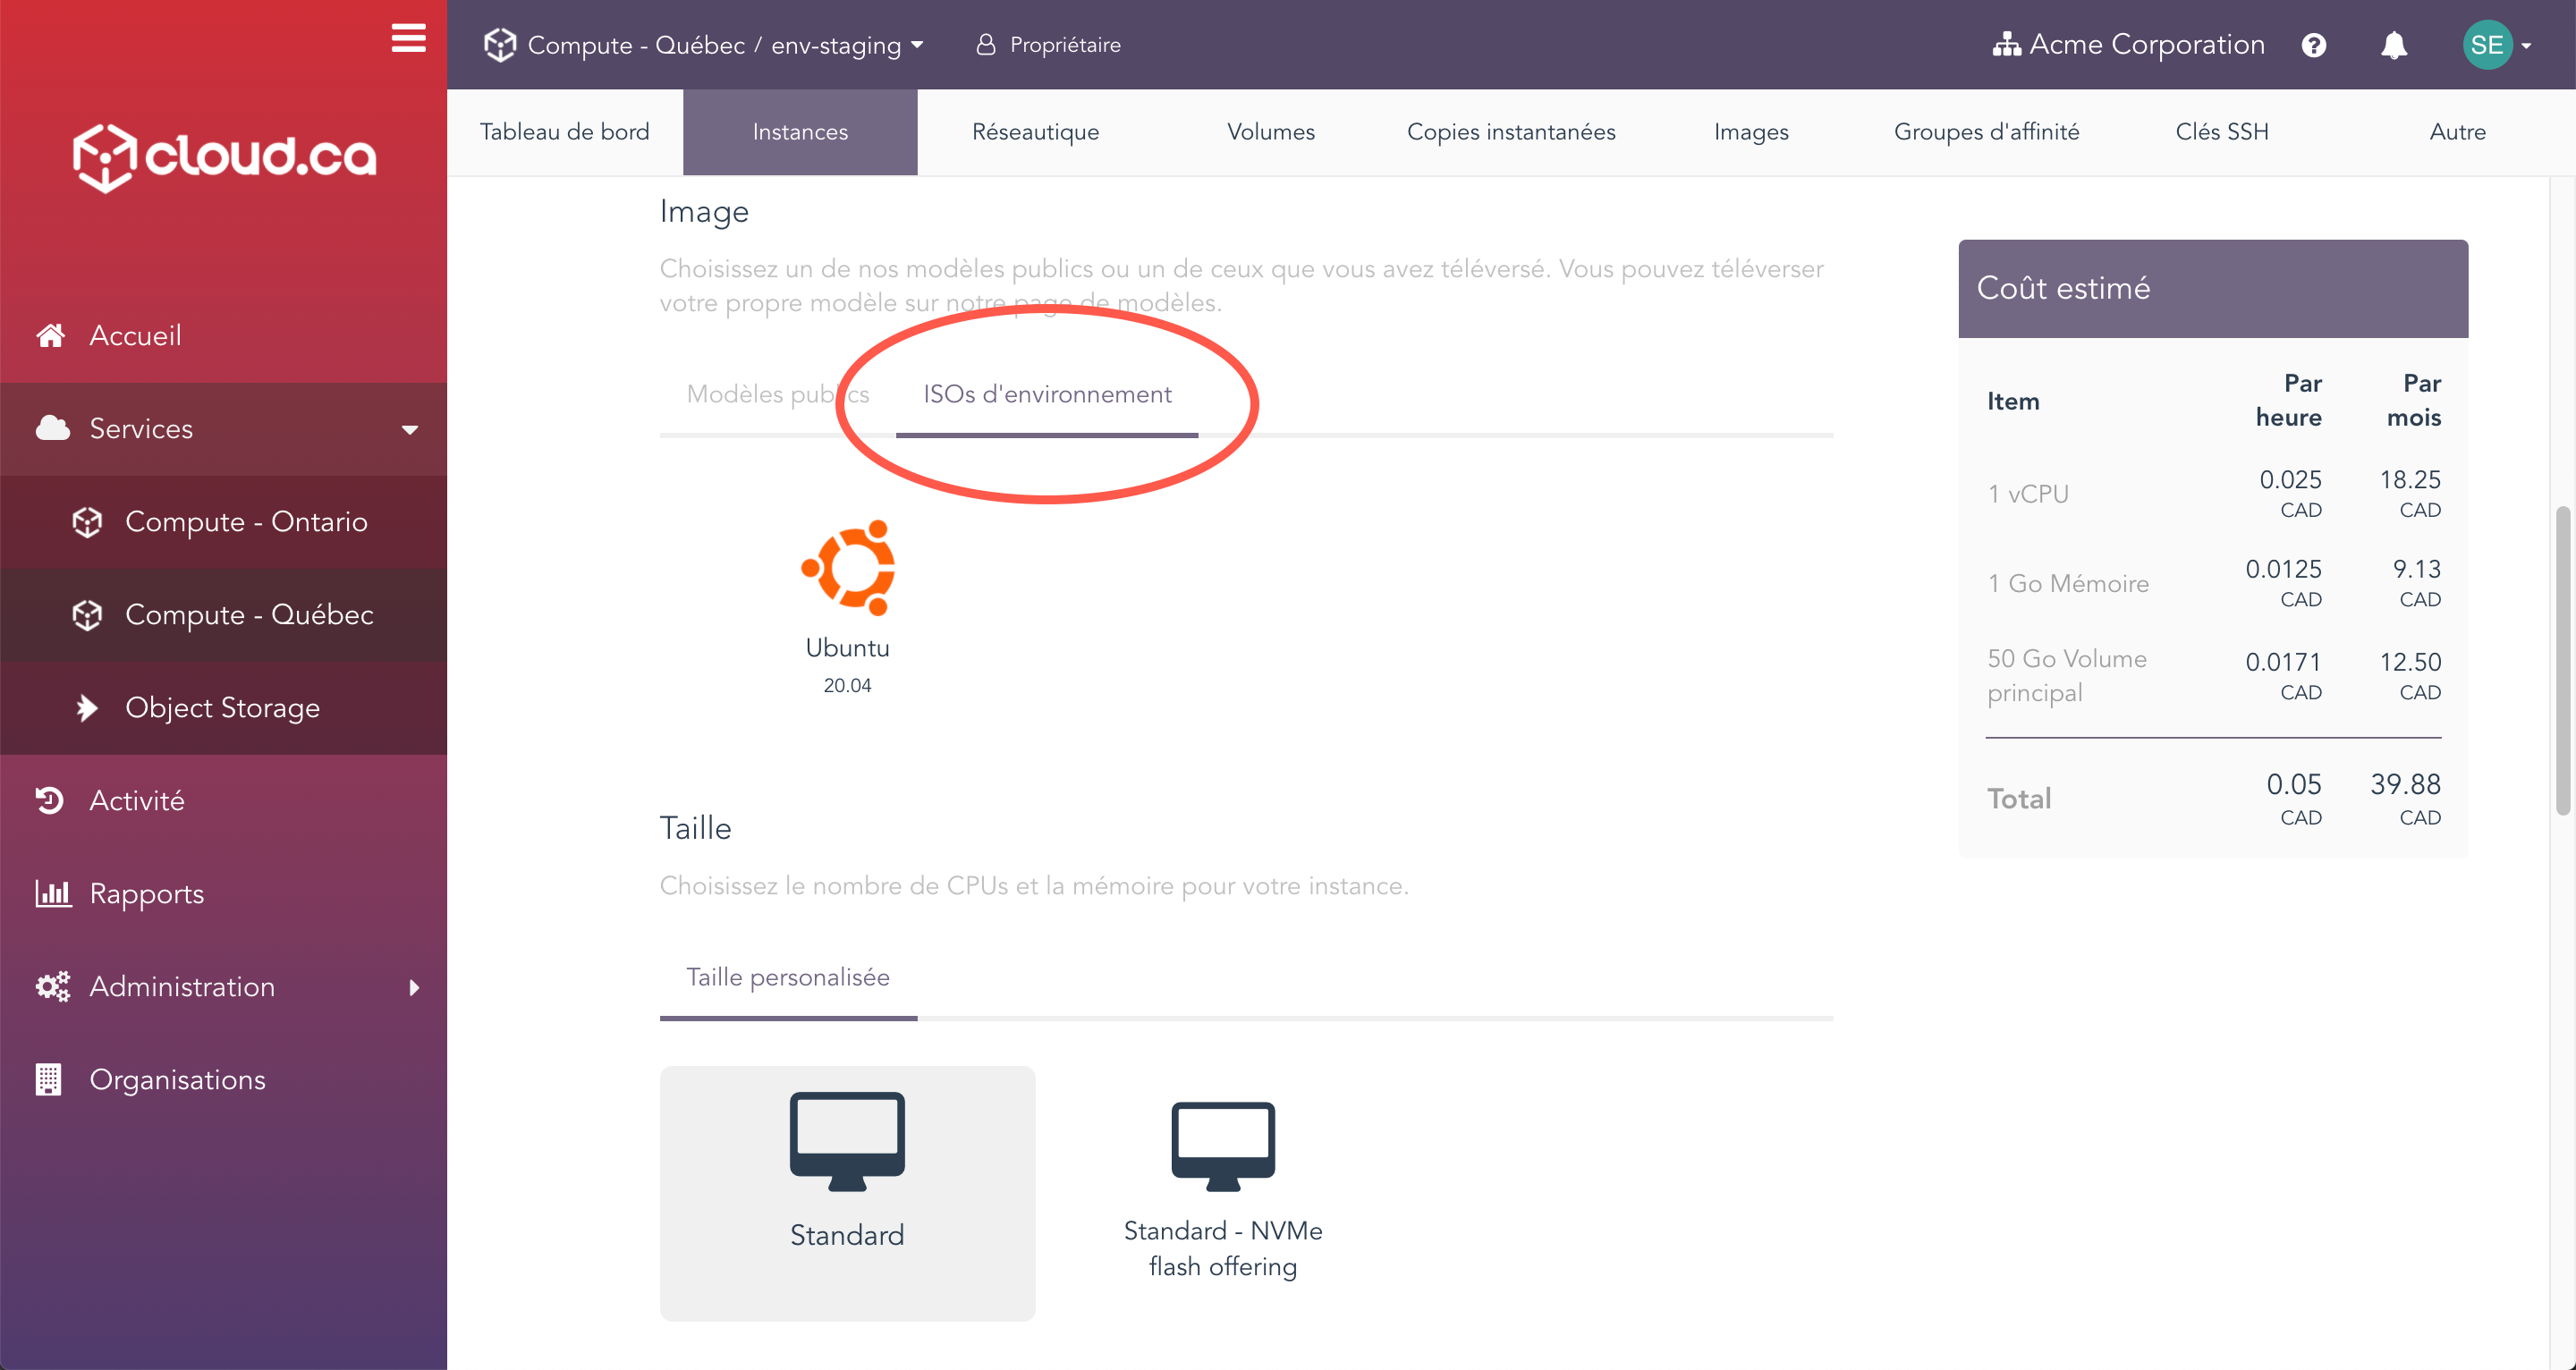 cloud.ca
Accueil
Services
Compute - Ontario
Compute - Québec
Object Storage
Activité
Rapports
Administration
Organisations
Compute - Québec / env-staging
Propriétaire
Acme Corporation
SE
Tableau de bord
Instances
Réseautique
Volumes
Copies instantanées
Images
Groupes d'affinité
Clés SSH
Autre
Image
Choisissez un de nos modèles publics ou un de ceux que vous avez téléversé. Vous pouvez téléverser
votre propre modèle sur notre page de modèles.
Modèles publics
ISOs d'environnement
Ubuntu
20.04
Taille
Choisissez le nombre de CPUs et la mémoire pour votre instance.
Taille personalisée
Standard
Standard - NVMe
flash offering
Coût estimé
Item
Par
heure
Par
mois
1 vCPU
0.025
CAD
18.25
CAD
1 Go Mémoire
0.0125
CAD
9.13
CAD
50 Go Volume
principal
0.0171
CAD
12.50
CAD
Total
0.05
CAD
39.88
CAD